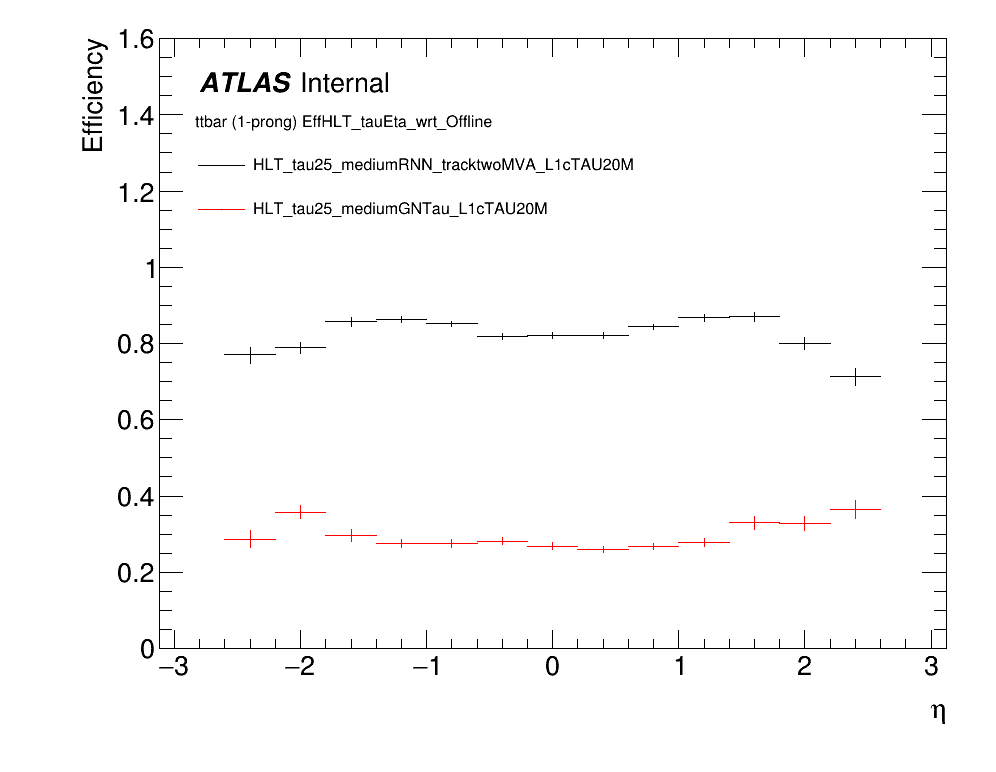 Efficiency
1.6
1.4
1.2
1
0.8
0.6
0.4
0.2
0
ATLAS Internal
ttbar (1-prong) EffHLT_tauEta_wrt_Offline
HLT_tau25_mediumRNN_tracktwoMVA_L1cTAU20M
HLT_tau25_mediumGNTau_L1cTAU20M
−3 −2 −1 0 1 2 3
η